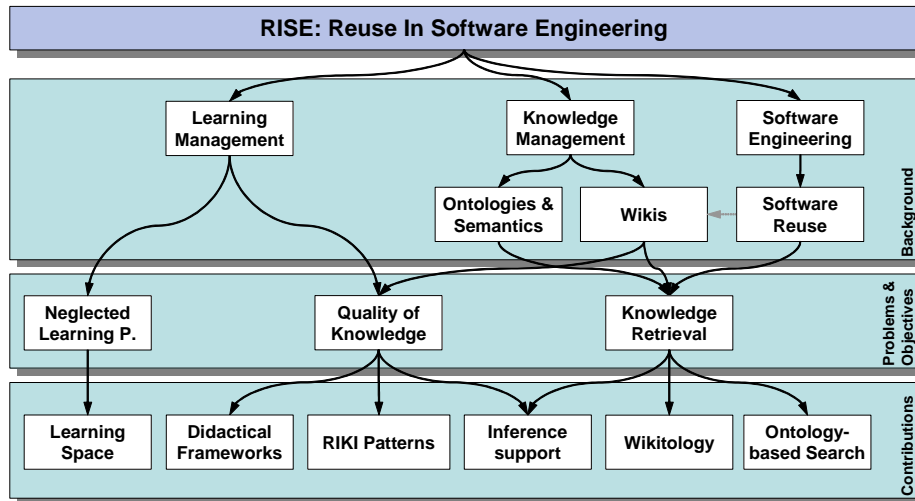 RISE: Reuse In Software Engineering
Learning
Management
Knowledge
Management
Software
Engineering
Ontologies &
Semantics
Wikis
Software
Reuse
Background
Neglected
Learning P.
Quality of
Knowledge
Knowledge
Retrieval
Problems &
Objectives
Learning
Space
Didactical
Frameworks
RIKI Patterns
Inference
support
Wikitology
Ontology-
based Search
Contributions